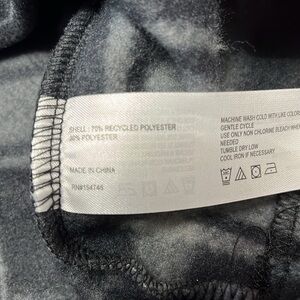 SHELL : 70% RECYCLED POLYESTER
30% POLYESTER
MADE IN CHINA
RN#154746
MACHINE WASH COLD WITH LIKE COLOR
GENTLE CYCLE
USE ONLY NON CHLORINE BLEACH WHEN
NEEDED
TUMBLE DRY LOW
COOL IRON IF NECESSARY